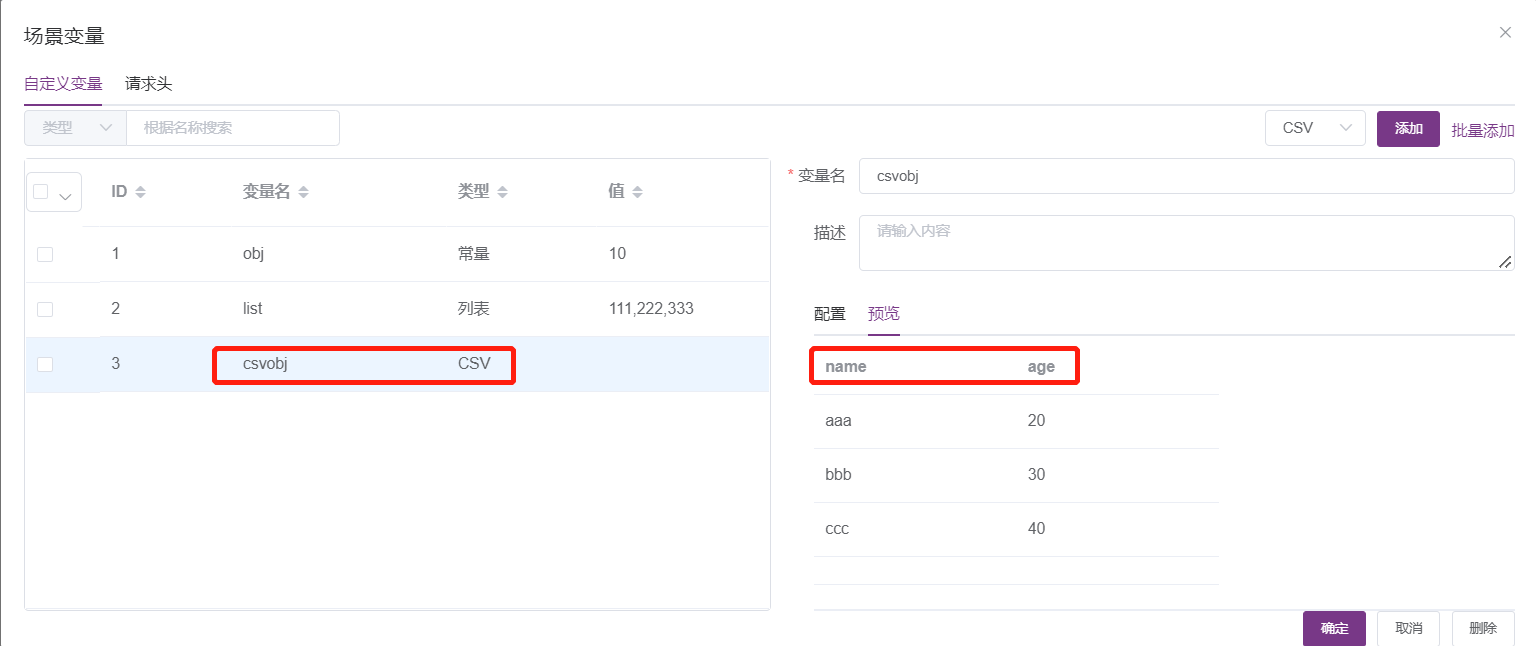 场景变量
自定义变量 请求头
类型 根据名称搜索 CSV 添加 批量添加
ID 变量名 类型 值
1 obj 常量 10
2 list 列表 111,222,333
3 csvobj CSV
* 变量名 csvobj
描述 请输入内容
配置 预览
name age
aaa 20
bbb 30
ccc 40
确定 取消 删除